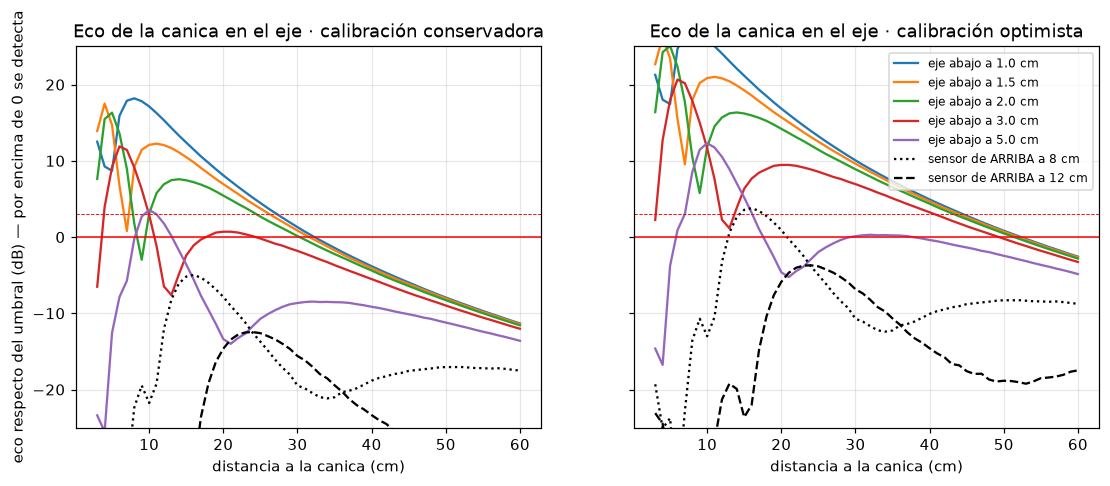 Eco de la canica en el eje · calibración conservadora
eco respecto del umbral (dB) — por encima de 0 se detecta
20
10
0
−10
−20
10
20
30
40
50
60
distancia a la canica (cm)
Eco de la canica en el eje · calibración optimista
eje abajo a 1.0 cm
eje abajo a 1.5 cm
eje abajo a 2.0 cm
eje abajo a 3.0 cm
eje abajo a 5.0 cm
sensor de ARRIBA a 8 cm
sensor de ARRIBA a 12 cm
10
20
30
40
50
60
distancia a la canica (cm)